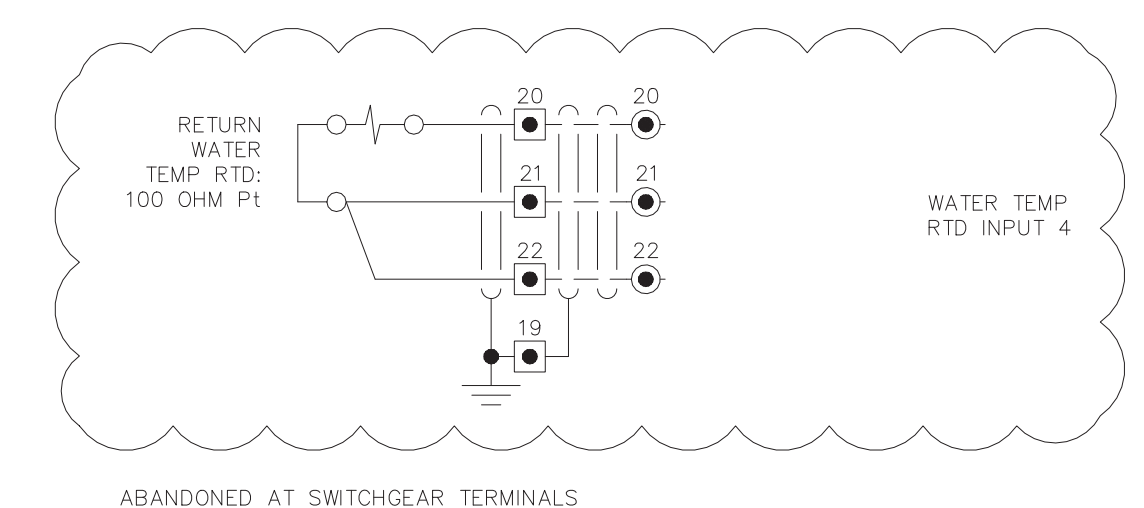 20 20
RETURN
WATER
TEMP RTD:
100 OHM Pt
21 21
WATER TEMP
RTD INPUT 4
22 22
19
ABANDONED AT SWITCHGEAR TERMINALS